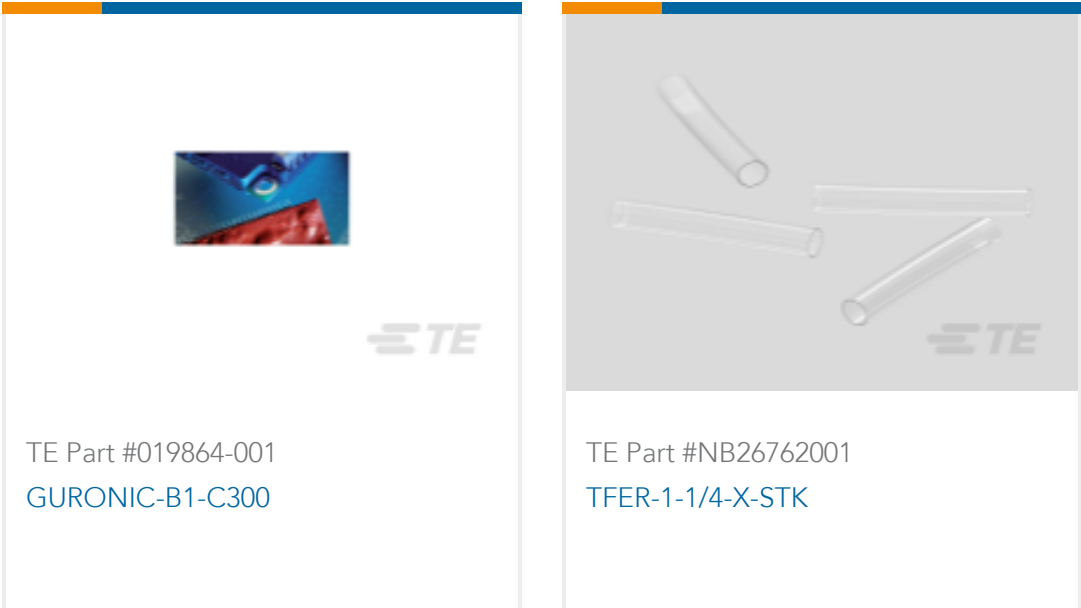 TE
TE
TE Part #019864-001
GURONIC-B1-C300
TE Part #NB26762001
TFER-1-1/4-X-STK